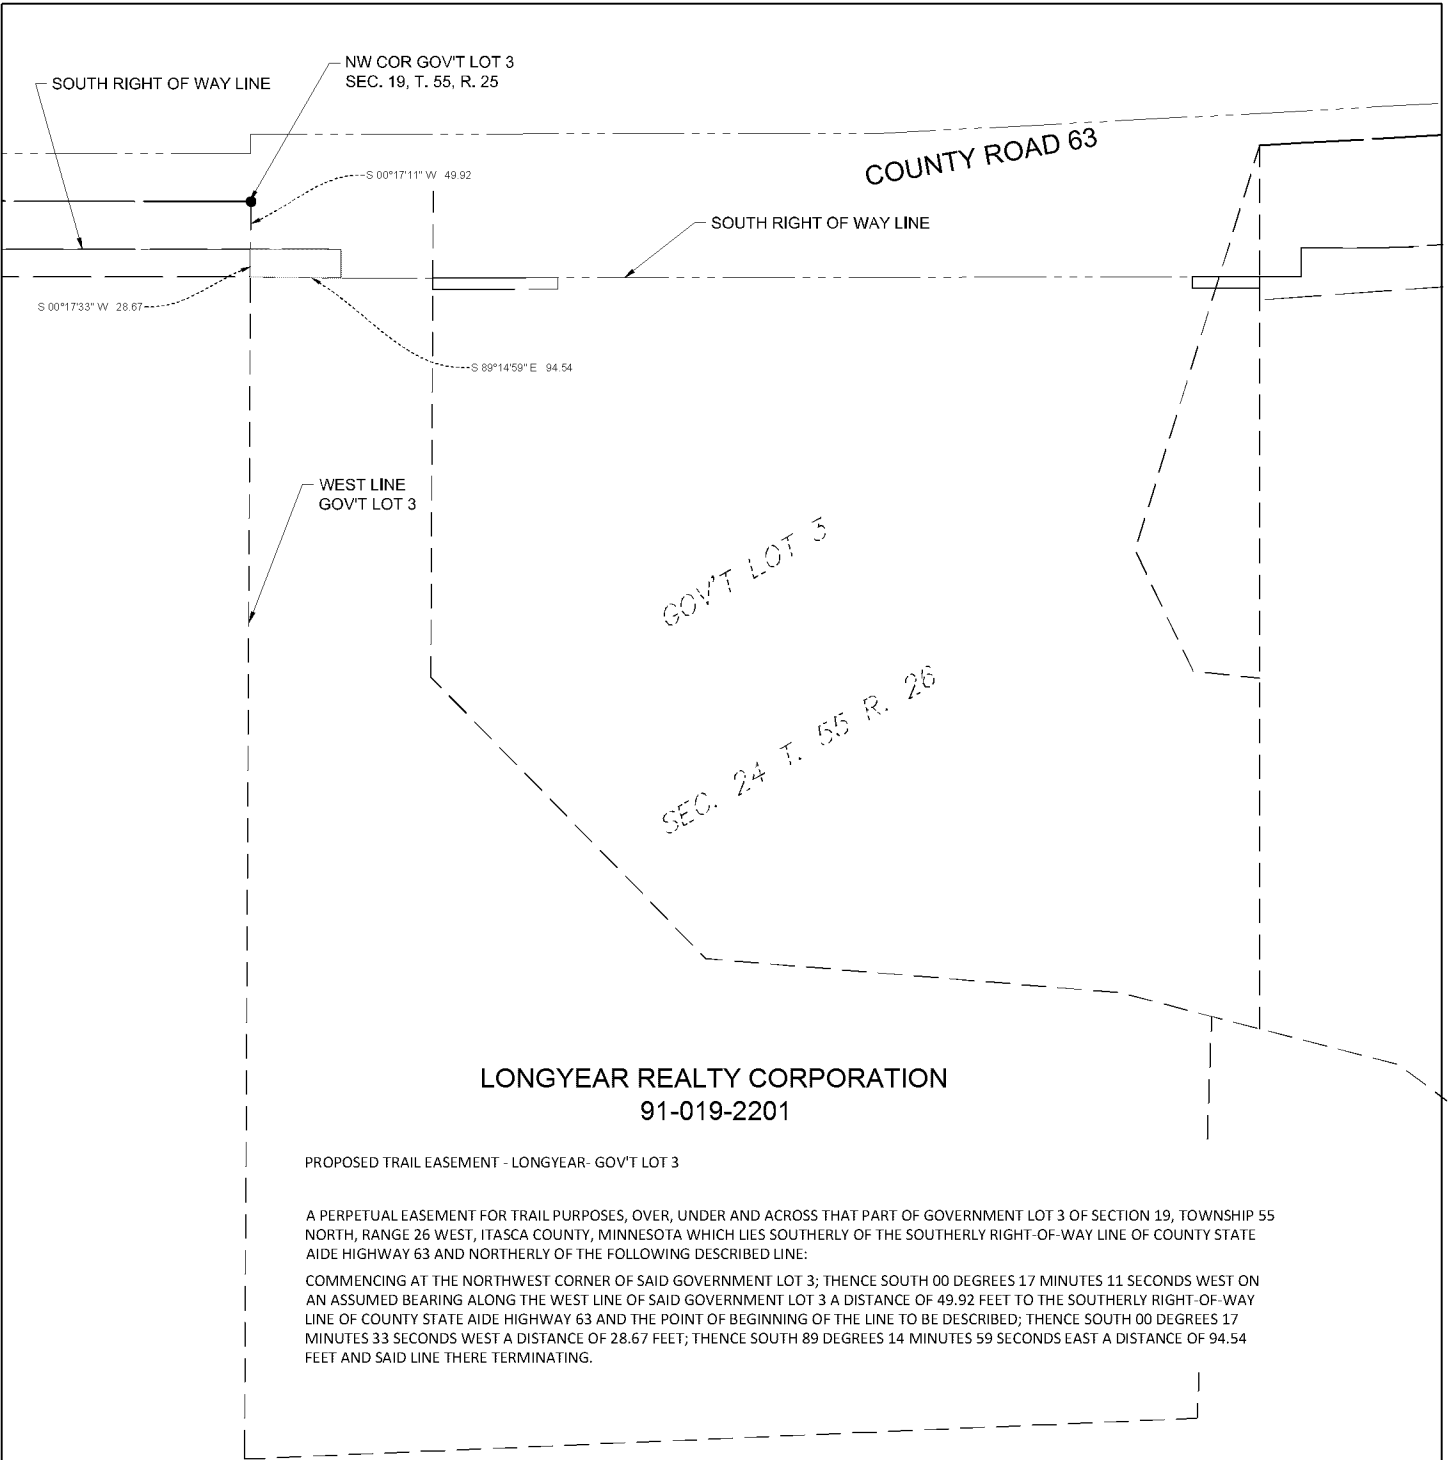 NW COR GOV'T LOT 3
SEC. 19, T. 55, R. 25
SOUTH RIGHT OF WAY LINE
COUNTY ROAD 63
S 00°17'11" W 49.92
SOUTH RIGHT OF WAY LINE
S 00°17'33" W 28.67
S 89°14'59" E 94.54
WEST LINE
GOV'T LOT 3
GOV'T LOT 3
SEC. 24 T. 55 R. 26
LONGYEAR REALTY CORPORATION
91-019-2201
PROPOSED TRAIL EASEMENT - LONGYEAR- GOV'T LOT 3
A PERPETUAL EASEMENT FOR TRAIL PURPOSES, OVER, UNDER AND ACROSS THAT PART OF GOVERNMENT LOT 3 OF SECTION 19, TOWNSHIP 55
NORTH, RANGE 26 WEST, ITASCA COUNTY, MINNESOTA WHICH LIES SOUTHERLY OF THE SOUTHERLY RIGHT-OF-WAY LINE OF COUNTY STATE
AIDE HIGHWAY 63 AND NORTHERLY OF THE FOLLOWING DESCRIBED LINE:
COMMENCING AT THE NORTHWEST CORNER OF SAID GOVERNMENT LOT 3; THENCE SOUTH 00 DEGREES 17 MINUTES 11 SECONDS WEST ON
AN ASSUMED BEARING ALONG THE WEST LINE OF SAID GOVERNMENT LOT 3 A DISTANCE OF 49.92 FEET TO THE SOUTHERLY RIGHT-OF-WAY
LINE OF COUNTY STATE AIDE HIGHWAY 63 AND THE POINT OF BEGINNING OF THE LINE TO BE DESCRIBED; THENCE SOUTH 00 DEGREES 17
MINUTES 33 SECONDS WEST A DISTANCE OF 28.67 FEET; THENCE SOUTH 89 DEGREES 14 MINUTES 59 SECONDS EAST A DISTANCE OF 94.54
FEET AND SAID LINE THERE TERMINATING.